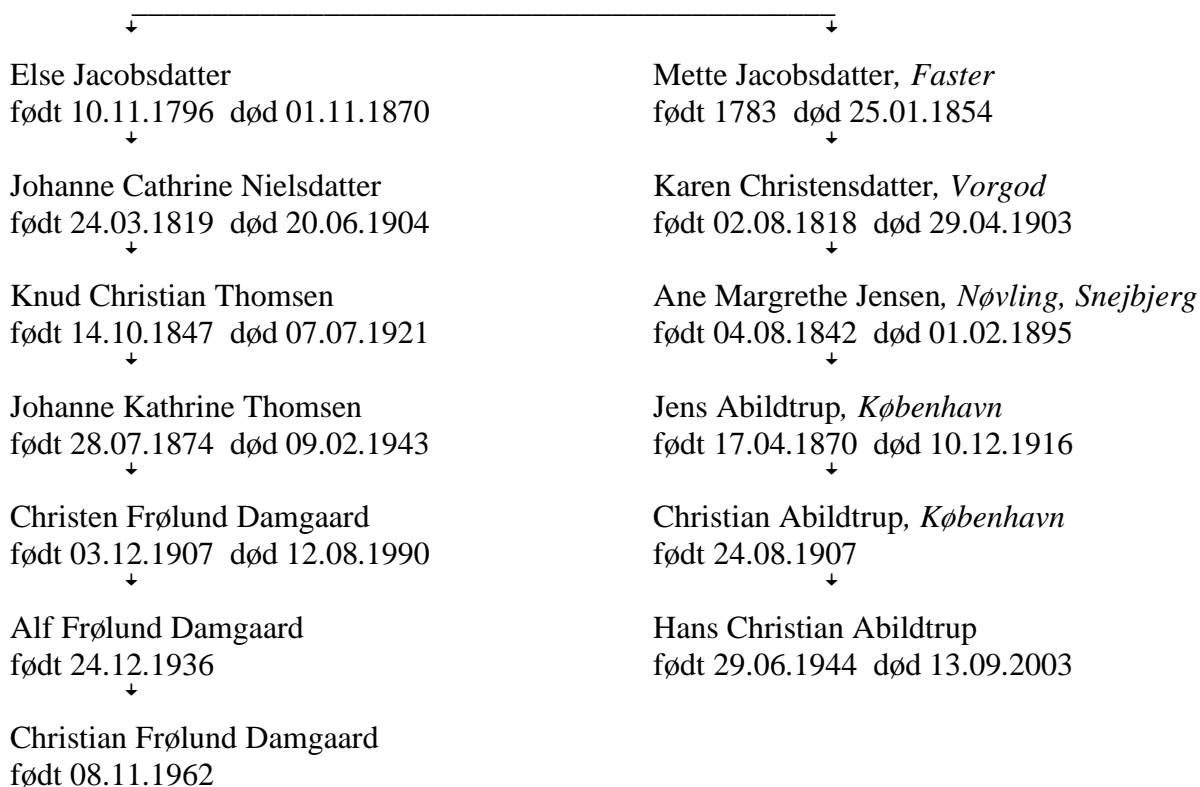 Else Jacobsdatter
født 10.11.1796 død 01.11.1870
Johanne Cathrine Nielsdatter
født 24.03.1819 død 20.06.1904
Knud Christian Thomsen
født 14.10.1847 død 07.07.1921
Johanne Kathrine Thomsen
født 28.07.1874 død 09.02.1943
Christen Frølund Damgaard
født 03.12.1907 død 12.08.1990
Alf Frølund Damgaard
født 24.12.1936
Christian Frølund Damgaard
født 08.11.1962
Mette Jacobsdatter, Faster
født 1783 død 25.01.1854
Karen Christensdatter, Vorgod
født 02.08.1818 død 29.04.1903
Ane Margrethe Jensen, Nøvling, Snejbjerg
født 04.08.1842 død 01.02.1895
Jens Abildtrup, København
født 17.04.1870 død 10.12.1916
Christian Abildtrup, København
født 24.08.1907
Hans Christian Abildtrup
født 29.06.1944 død 13.09.2003